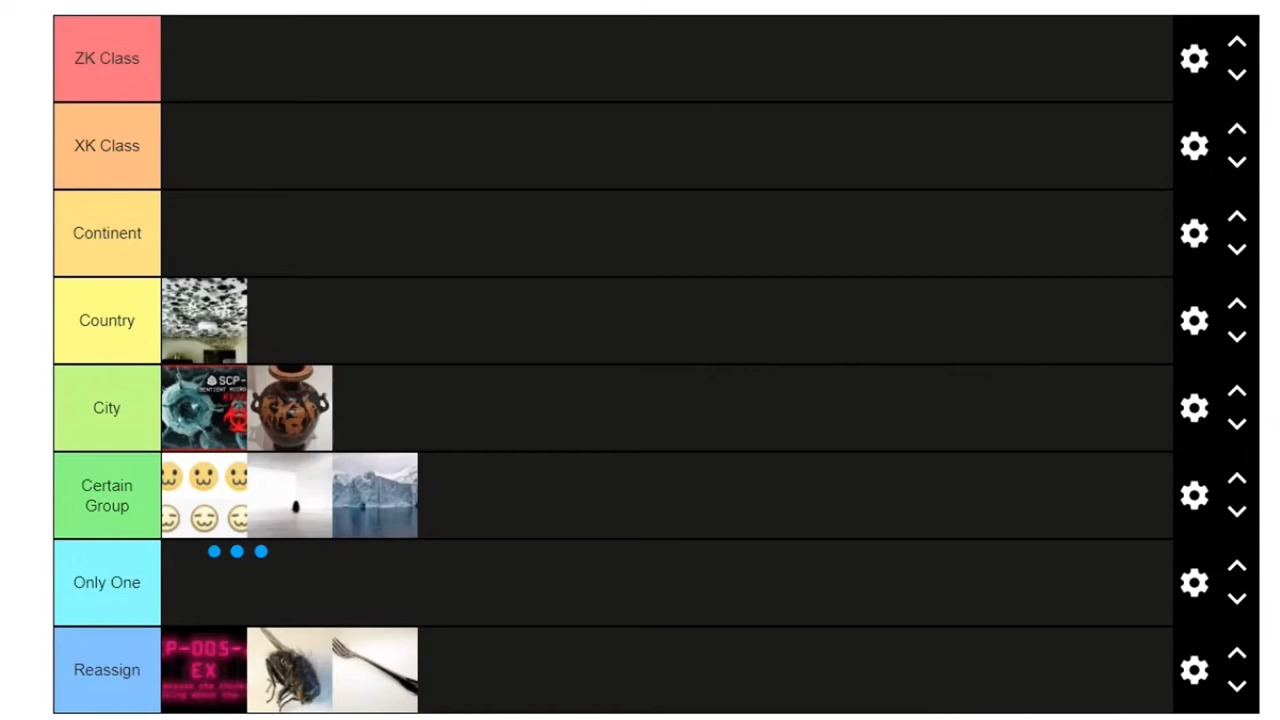 ZK Class
XK Class
Continent
Country
City
SCP-
Certain
Group
Only One
Reassign
P-005-
EX